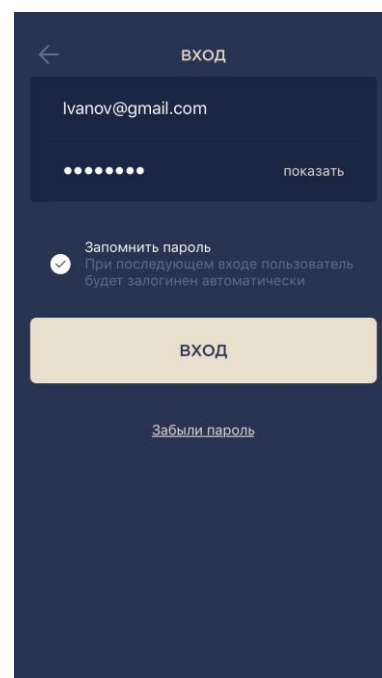 ВХОД
Ivanov@gmail.com
●●●●●●●● показать
Запомнить пароль
При последующем входе пользователь
будет залогинен автоматически
ВХОД
Забыли пароль